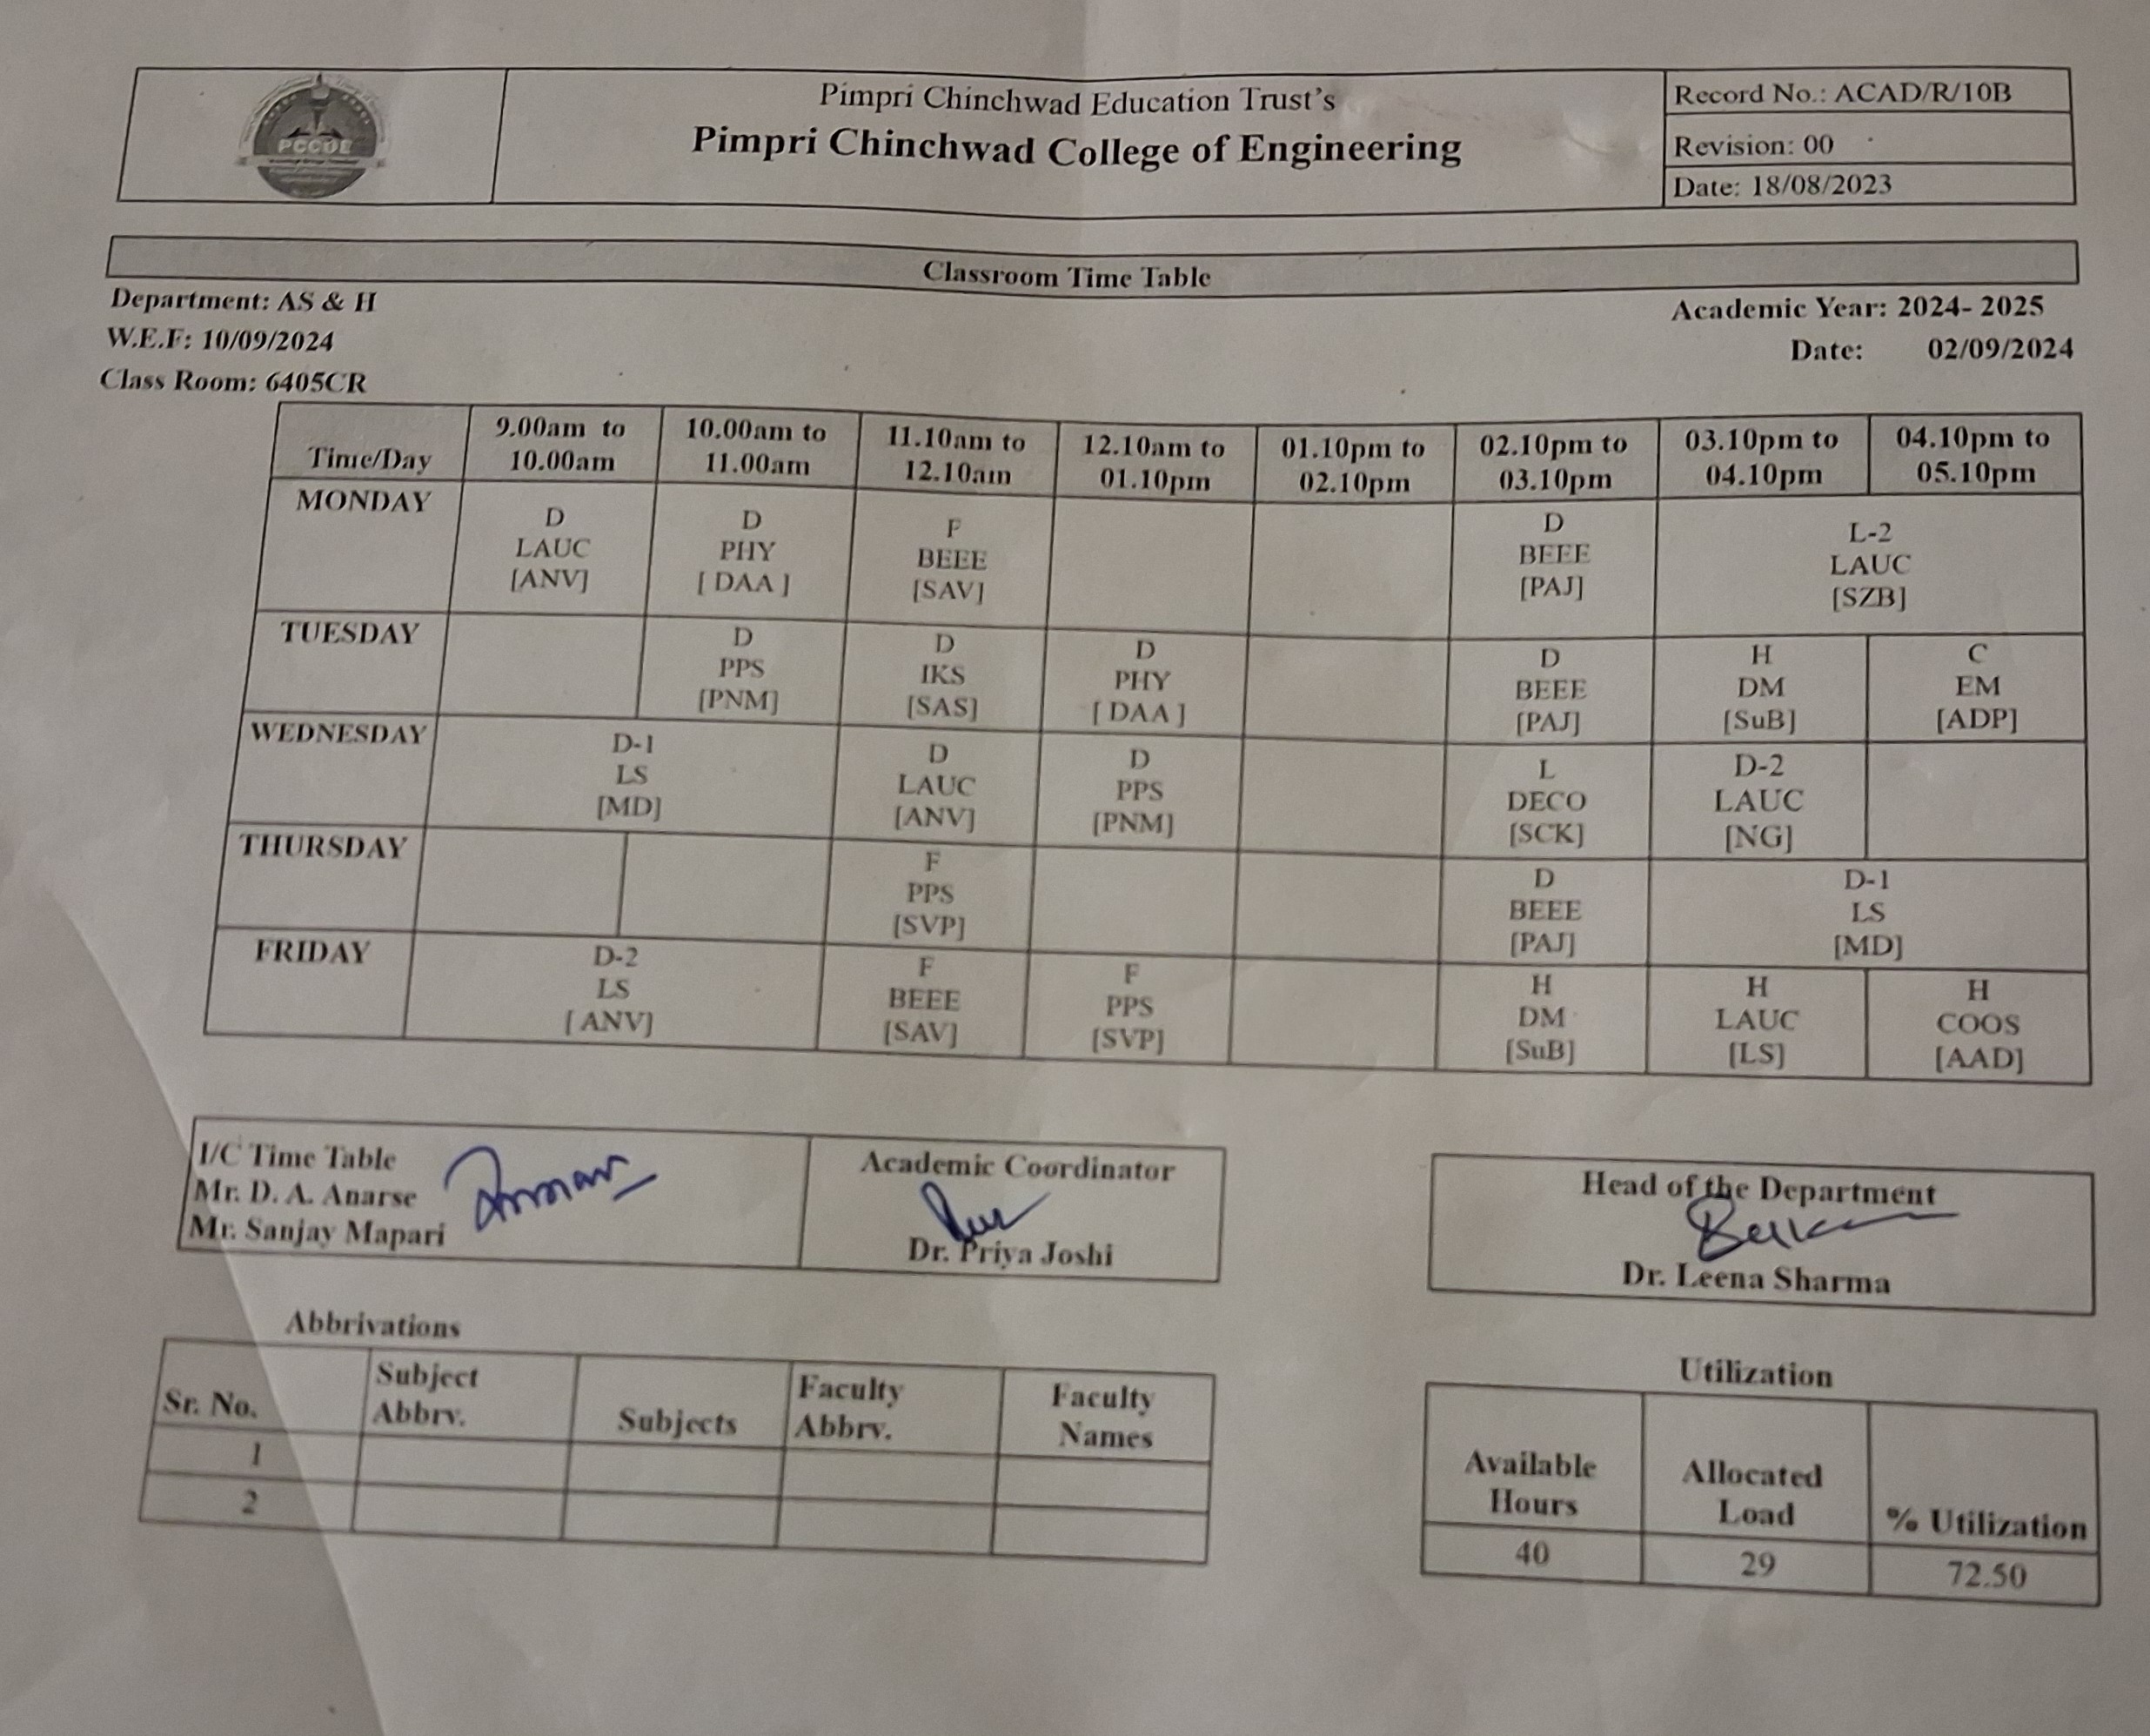 PCCOE
Pimpri Chinchwad Education Trust's
Pimpri Chinchwad College of Engineering
Record No.: ACAD/R/10B
Revision: 00
Date: 18/08/2023
Classroom Time Table
Department: AS & H
Academic Year: 2024- 2025
W.E.F: 10/09/2024
Date: 02/09/2024
Class Room: 6405CR
Time/Day
9.00am to
10.00am
10.00am to
11.00am
11.10am to
12.10am
12.10am to
01.10pm
01.10pm to
02.10pm
02.10pm to
03.10pm
03.10pm to
04.10pm
04.10pm to
05.10pm
MONDAY
D
LAUC
[ANV]
D
PHY
[ DAA ]
F
BEEE
[SAV]
D
BEEE
[PAJ]
L-2
LAUC
[SZB]
TUESDAY
D
PPS
[PNM]
D
IKS
[SAS]
D
PHY
[ DAA ]
D
BEEE
[PAJ]
H
DM
[SuB]
C
EM
[ADP]
WEDNESDAY
D-1
LS
[MD]
D
LAUC
[ANV]
D
PPS
[PNM]
L
DECO
[SCK]
D-2
LAUC
[NG]
THURSDAY
F
PPS
[SVP]
D
BEEE
[PAJ]
D-1
LS
[MD]
FRIDAY
D-2
LS
[ ANV]
F
BEEE
[SAV]
F
PPS
[SVP]
H
DM
[SuB]
H
LAUC
[LS]
H
COOS
[AAD]
I/C Time Table
Mr. D. A. Anarse
Mr. Sanjay Mapari
Academic Coordinator
Dr. Priya Joshi
Head of the Department
Dr. Leena Sharma
Abbrivations
Sr. No.
Subject
Abbrv.
Subjects
Faculty
Abbrv.
Faculty
Names
1
2
Utilization
Available
Hours
Allocated
Load
% Utilization
40
29
72.50